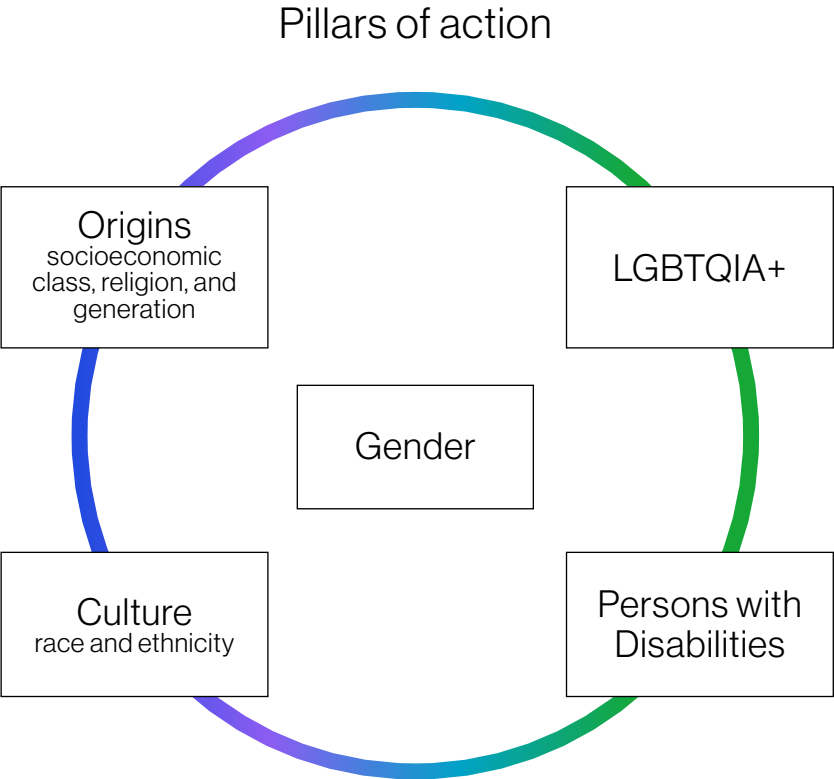 Pillars of action
Origins
socioeconomic
class, religion, and
generation
LGBTQIA+
Gender
Culture
race and ethnicity
Persons with
Disabilities